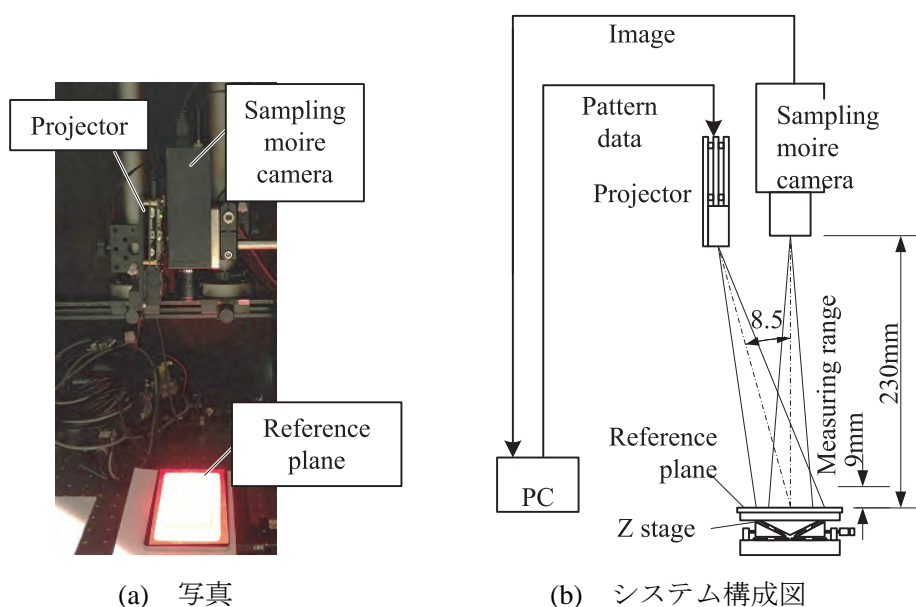 Projector
Sampling
moire
camera
Reference
plane
(a) 写真
Image
Pattern
data
Sampling
moire
camera
Projector
8.5
Measuring range
9mm
230mm
Reference
plane
PC
Z stage
(b) システム構成図